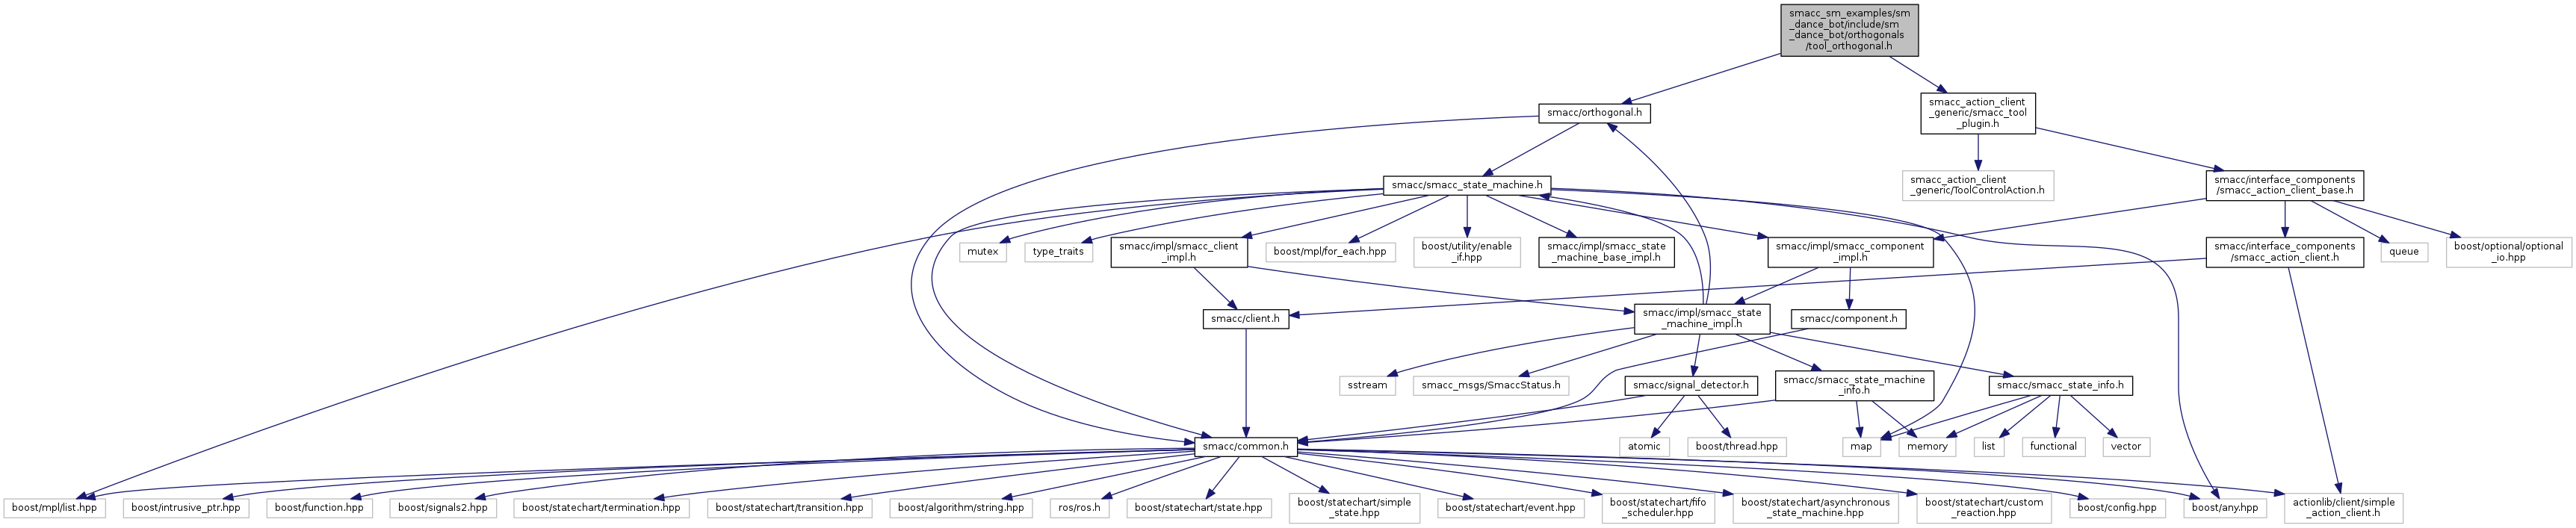 smacc_sm_examples/sm
_dance_bot/include/sm
_dance_bot/orthogonals
/tool_orthogonal.h
smacc/orthogonal.h
smacc_action_client
_generic/smacc_tool
_plugin.h
smacc/smacc_state_machine.h
smacc_action_client
_generic/ToolControlAction.h
smacc/interface_components
/smacc_action_client_base.h
mutex
type_traits
smacc/impl/smacc_client
_impl.h
boost/mpl/for_each.hpp
boost/utility/enable
_if.hpp
smacc/impl/smacc_state
_machine_base_impl.h
smacc/impl/smacc_component
_impl.h
smacc/interface_components
/smacc_action_client.h
queue
boost/optional/optional
_io.hpp
smacc/client.h
smacc/impl/smacc_state
_machine_impl.h
smacc/component.h
sstream
smacc_msgs/SmaccStatus.h
smacc/signal_detector.h
smacc/smacc_state_machine
_info.h
smacc/smacc_state_info.h
smacc/common.h
atomic
boost/thread.hpp
map
memory
list
functional
vector
boost/mpl/list.hpp
boost/intrusive_ptr.hpp
boost/function.hpp
boost/signals2.hpp
boost/statechart/termination.hpp
boost/statechart/transition.hpp
boost/algorithm/string.hpp
ros/ros.h
boost/statechart/state.hpp
boost/statechart/simple
_state.hpp
boost/statechart/event.hpp
boost/statechart/fifo
_scheduler.hpp
boost/statechart/asynchronous
_state_machine.hpp
boost/statechart/custom
_reaction.hpp
boost/config.hpp
boost/any.hpp
actionlib/client/simple
_action_client.h